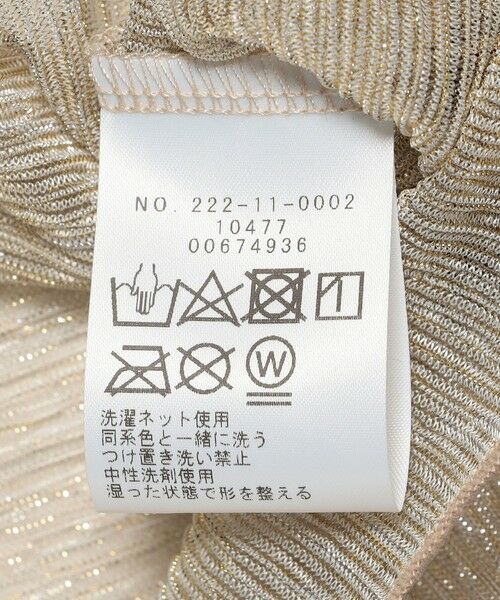 NO. 222-11-0002
10477
00674936
W
洗濯ネット使用
同系色と一緒に洗う
つけ置き洗い禁止
中性洗剤使用
湿った状態で形を整える